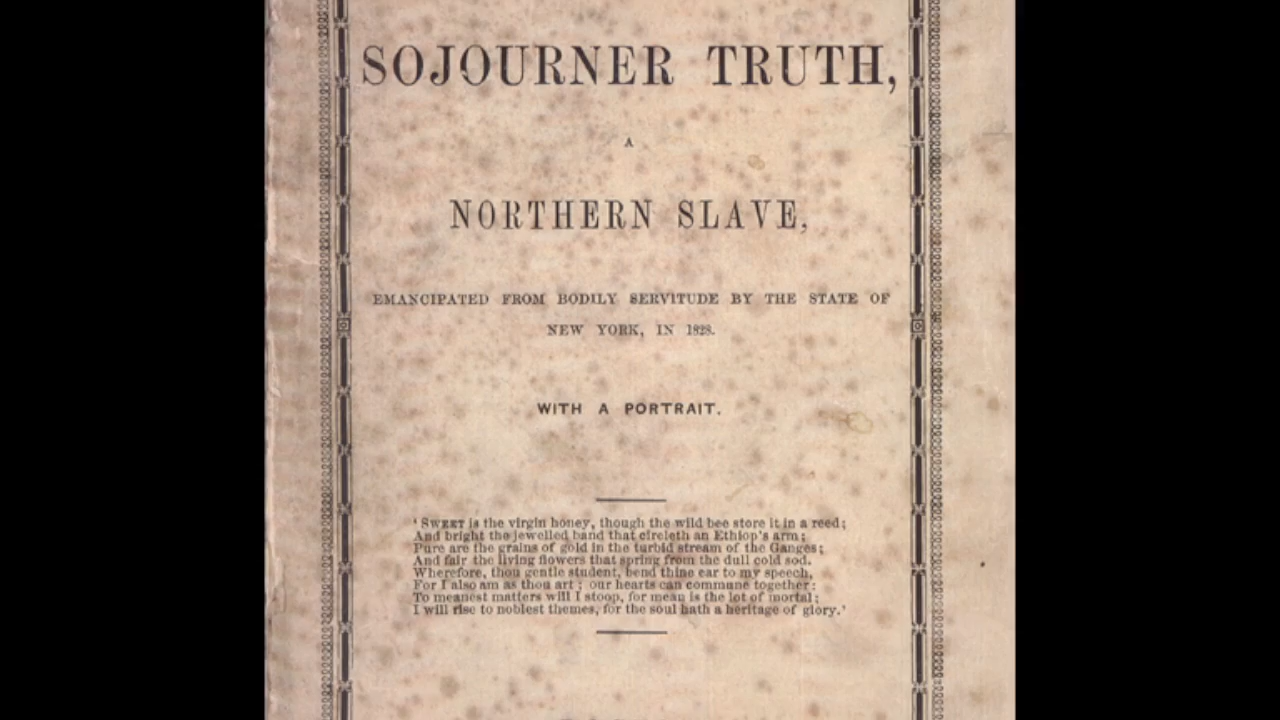 SOJOURNER TRUTH,
A
NORTHERN SLAVE,
EMANCIPATED FROM BODILY SERVITUDE BY THE STATE OF
NEW YORK, IN 1828.
WITH A PORTRAIT.
' SWEET is the virgin honey, though the wild bee store it in a reed;
And bright the jewelled band that circleth an Ethiop's arm;
Pure are the grains of gold in the turbid stream of the Ganges;
And fair the living flowers that spring from the dull cold sod.
Wherefore, thou gentle student, bend thine ear to my speech,
For I also am as thou art; our hearts can commune together:
To meanest matters will I stoop, for mean is the lot of mortal;
I will rise to noblest themes, for the soul hath a heritage of glory.'